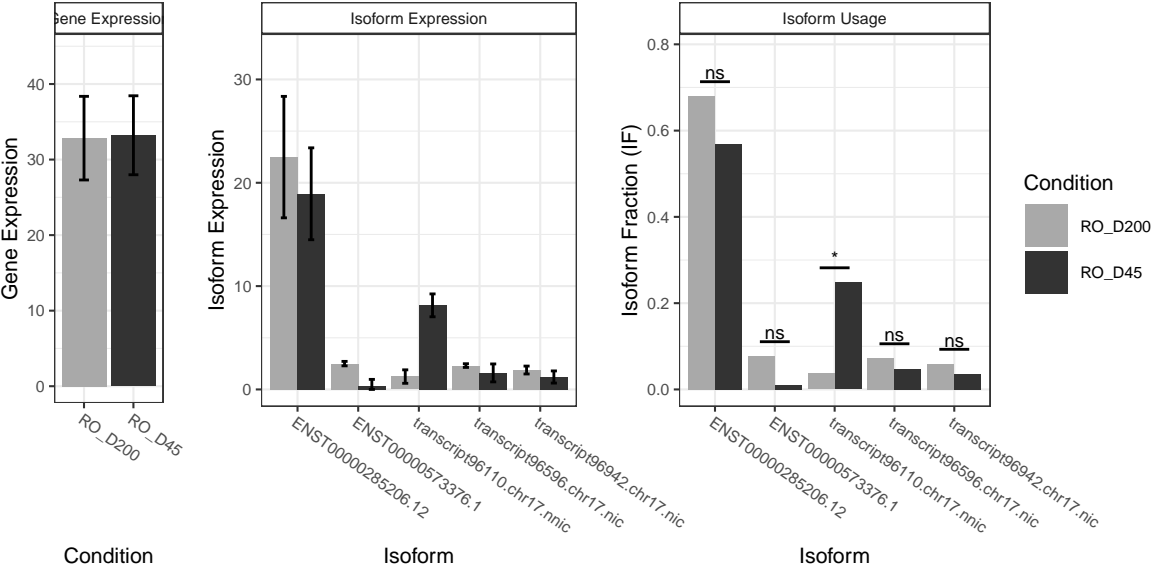 Gene Expression
Isoform Expression
Isoform Usage
Gene Expression
40
30
20
10
0
RO_D200
RO_D45
Condition
Isoform Expression
30
20
10
0
ENST00000285206.12
ENST00000573376.1
transcript96110.chr17.nnic
transcript96596.chr17.nic
transcript96942.chr17.nic
Isoform
Isoform Fraction (IF)
0.8
0.6
0.4
0.2
0.0
ns
ns
*
ns
ns
ENST00000285206.12
ENST00000573376.1
transcript96110.chr17.nnic
transcript96596.chr17.nic
transcript96942.chr17.nic
Isoform
Condition
RO_D200
RO_D45